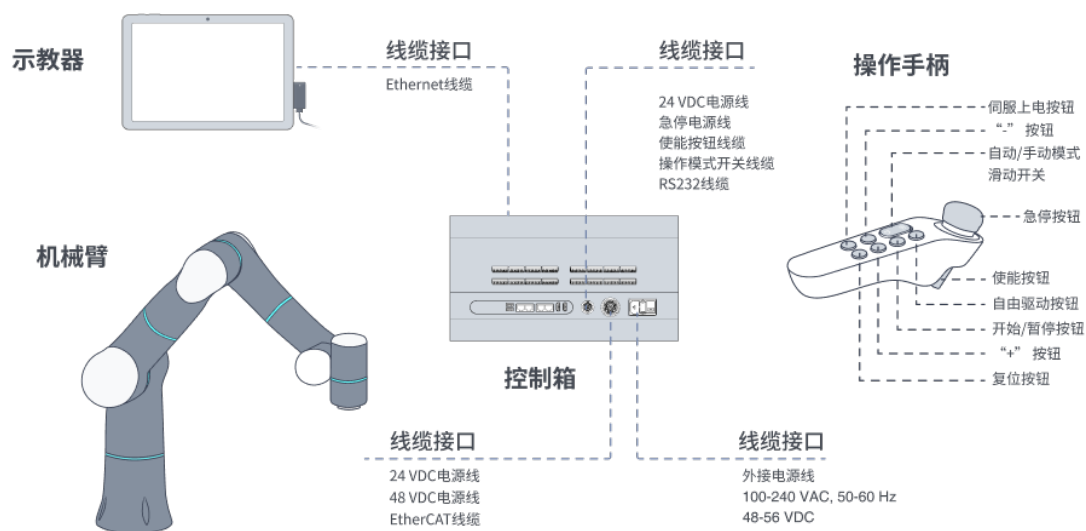 示教器
线缆接口
Ethernet线缆
线缆接口
24 VDC电源线
急停电源线
使能按钮线缆
操作模式开关线缆
RS232线缆
操作手柄
伺服上电按钮
“-” 按钮
自动/手动模式
滑动开关
急停按钮
使能按钮
自由驱动按钮
开始/暂停按钮
“+” 按钮
复位按钮
机械臂
控制箱
线缆接口
24 VDC电源线
48 VDC电源线
EtherCAT线缆
线缆接口
外接电源线
100-240 VAC, 50-60 Hz
48-56 VDC